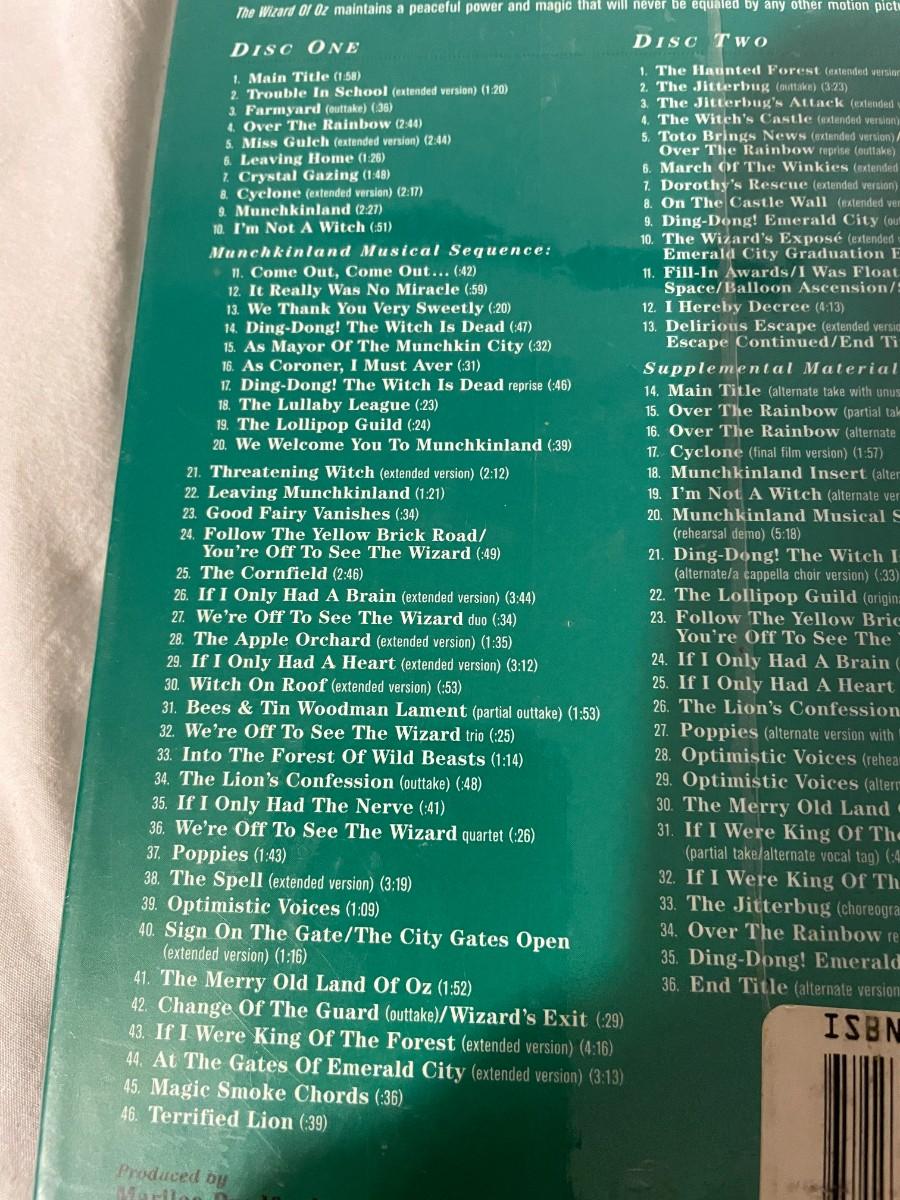 The Wizard Of Oz maintains a peaceful power and magic that will never be equaled by any other motion
DISC ONE
1. Main Title (1:58)
2. Trouble In School (extended version) (1:20)
3. Farmyard (outtake) (:36)
4. Over The Rainbow (2:44)
5. Miss Gulch (extended version) (2:44)
6. Leaving Home (1:26)
7. Crystal Gazing (1:48)
8. Cyclone (extended version) (2:17)
9. Munchkinland (2:27)
10. I'm Not A Witch (:51)
Munchkinland Musical Sequence:
11. Come Out, Come Out... (:42)
12. It Really Was No Miracle (:59)
13. We Thank You Very Sweetly (:20)
14. Ding-Dong! The Witch Is Dead (:47)
15. As Mayor Of The Munchkin City (:32)
16. As Coroner, I Must Aver (:31)
17. Ding-Dong! The Witch Is Dead reprise (:46)
18. The Lullaby League (:23)
19. The Lollipop Guild (:24)
20. We Welcome You To Munchkinland (:39)
21. Threatening Witch (extended version) (2:12)
22. Leaving Munchkinland (1:21)
23. Good Fairy Vanishes (:34)
24. Follow The Yellow Brick Road/
You're Off To See The Wizard (:49)
25. The Cornfield (2:46)
26. If I Only Had A Brain (extended version) (3:44)
27. We're Off To See The Wizard duo (:34)
28. The Apple Orchard (extended version) (1:35)
29. If I Only Had A Heart (extended version) (3:12)
30. Witch On Roof (extended version) (:53)
31. Bees & Tin Woodman Lament (partial outtake) (1:53)
32. We're Off To See The Wizard trio (:25)
33. Into The Forest Of Wild Beasts (1:14)
34. The Lion's Confession (outtake) (:48)
35. If I Only Had The Nerve (:41)
36. We're Off To See The Wizard quartet (:26)
37. Poppies (1:43)
38. The Spell (extended version) (3:19)
39. Optimistic Voices (1:09)
40. Sign On The Gate/The City Gates Open
(extended version) (1:16)
41. The Merry Old Land Of Oz (1:52)
42. Change Of The Guard (outtake)/Wizard's Exit (:29)
43. If I Were King Of The Forest (extended version) (4:16)
44. At The Gates Of Emerald City (extended version) (3:13)
45. Magic Smoke Chords (:36)
46. Terrified Lion (:39)
Produced by
DISC TWO
1. The Haunted Forest (extended version
2. The Jitterbug (outtake) (3:23)
3. The Jitterbug's Attack (extended
4. The Witch's Castle (extended version)
5. Toto Brings News (extended version)/
Over The Rainbow reprise (outtake)
6. March Of The Winkies (extended
7. Dorothy's Rescue (extended version)
8. On The Castle Wall (extended
9. Ding-Dong! Emerald City
10. The Wizard's Exposé (extended
Emerald City Graduation
11. Fill-In Awards/I Was Float
Space/Balloon Ascension/
12. I Hereby Decree (4:13)
13. Delirious Escape (extended
Escape Continued/End
Supplemental Material
14. Main Title (alternate take with
15. Over The Rainbow (partial
16. Over The Rainbow (alternate
17. Cyclone (final film version) (1:57)
18. Munchkinland Insert
19. I'm Not A Witch (alternate
20. Munchkinland Musical S
(rehearsal demo) (5:18)
21. Ding-Dong! The Witch
(alternate/a cappella choir version) (:33)
22. The Lollipop Guild
23. Follow The Yellow
You're Off To See The
24. If I Only Had A Brain (
25. If I Only Had A Heart
26. The Lion's Confession
27. Poppies (alternate version with
28. Optimistic Voices
29. Optimistic Voices
30. The Merry Old Land
31. If I Were King Of
(partial take/alternate vocal tag)
32. If I Were King Of
33. The Jitterbug
34. Over The Rainbow
35. Ding-Dong! Emerald
36. End Title (alternate version
ISBN